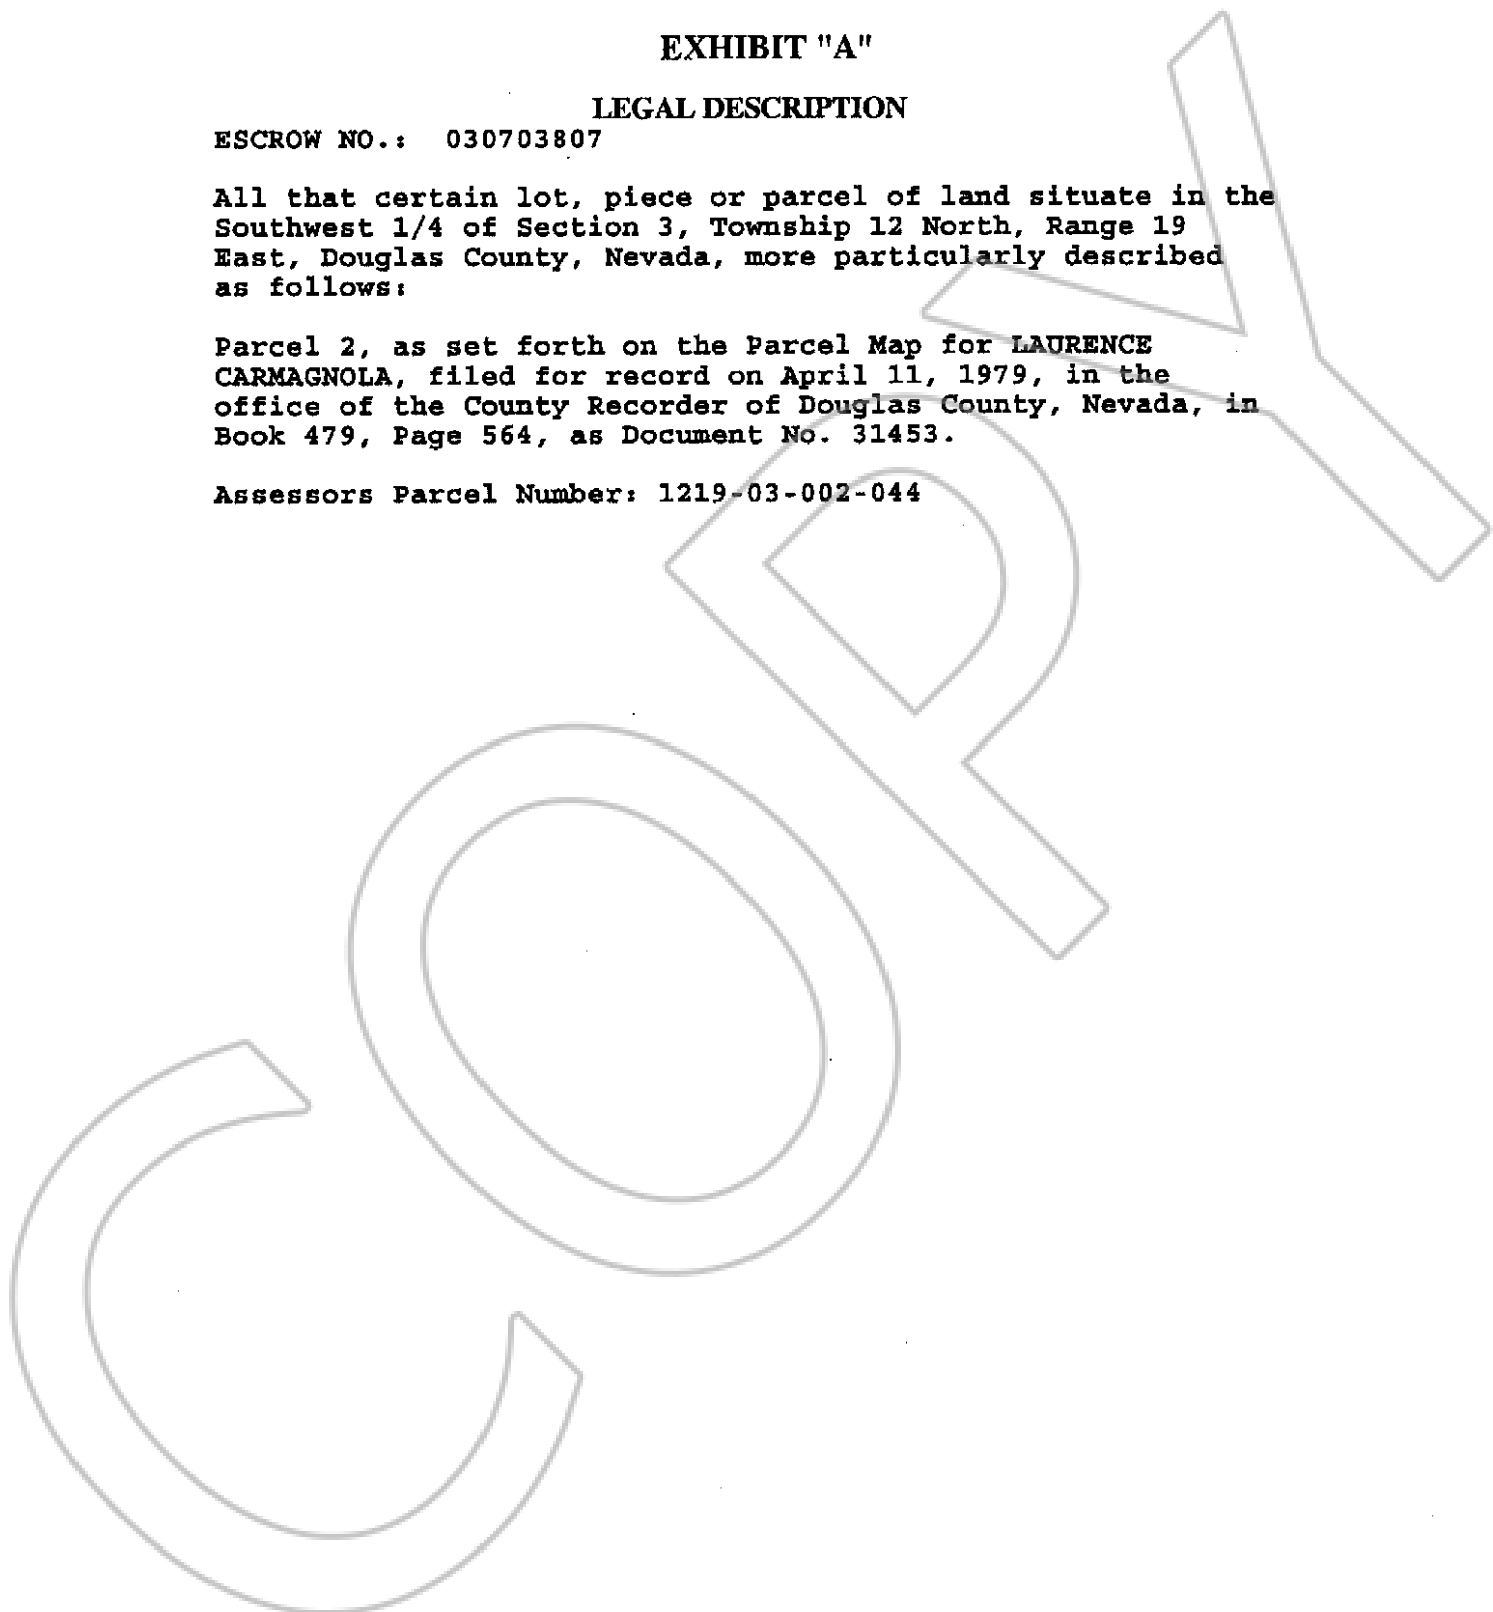 EXHIBIT "A"
LEGAL DESCRIPTION
ESCROW NO.: 030703807
All that certain lot, piece or parcel of land situate in the
Southwest 1/4 of Section 3, Township 12 North, Range 19
East, Douglas County, Nevada, more particularly described
as follows:
Parcel 2, as set forth on the Parcel Map for LAURENCE
CARMAGNOLA, filed for record on April 11, 1979, in the
office of the County Recorder of Douglas County, Nevada, in
Book 479, Page 564, as Document No. 31453.
Assessors Parcel Number: 1219-03-002-044
COPY